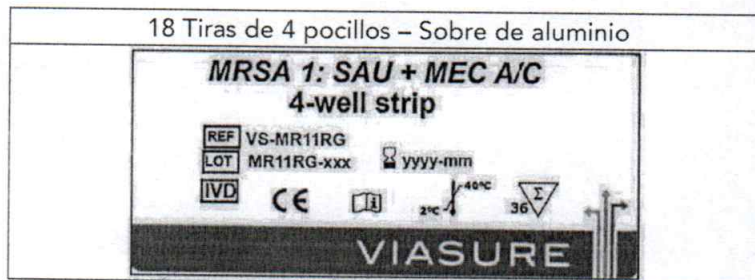 18 Tiras de 4 pocillos – Sobre de aluminio
MRSA 1: SAU + MEC A/C
4-well strip
REF VS-MR11RG
LOT MR11RG-xxx yyyy-mm
IVD CE i 2ºC 40ºC 36 Σ
VIASURE